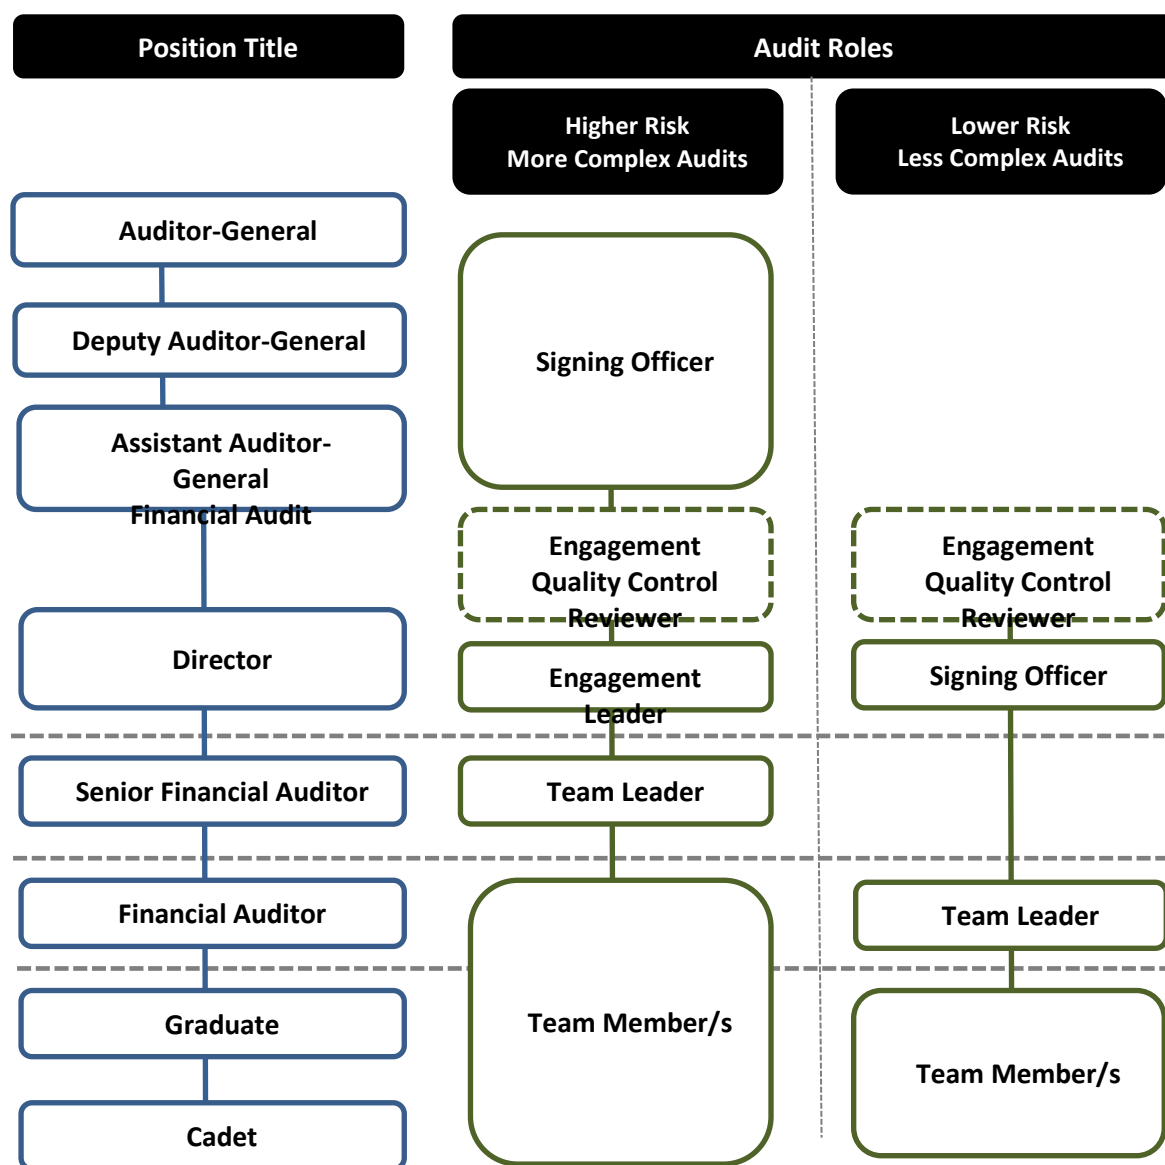 Position Title
Audit Roles
Higher Risk
More Complex Audits
Lower Risk
Less Complex Audits
Auditor-General
Deputy Auditor-General
Assistant Auditor-
General
Financial Audit
Director
Senior Financial Auditor
Financial Auditor
Graduate
Cadet
Signing Officer
Engagement
Quality Control
Reviewer
Engagement
Leader
Team Leader
Team Member/s
Engagement
Quality Control
Reviewer
Signing Officer
Team Leader
Team Member/s